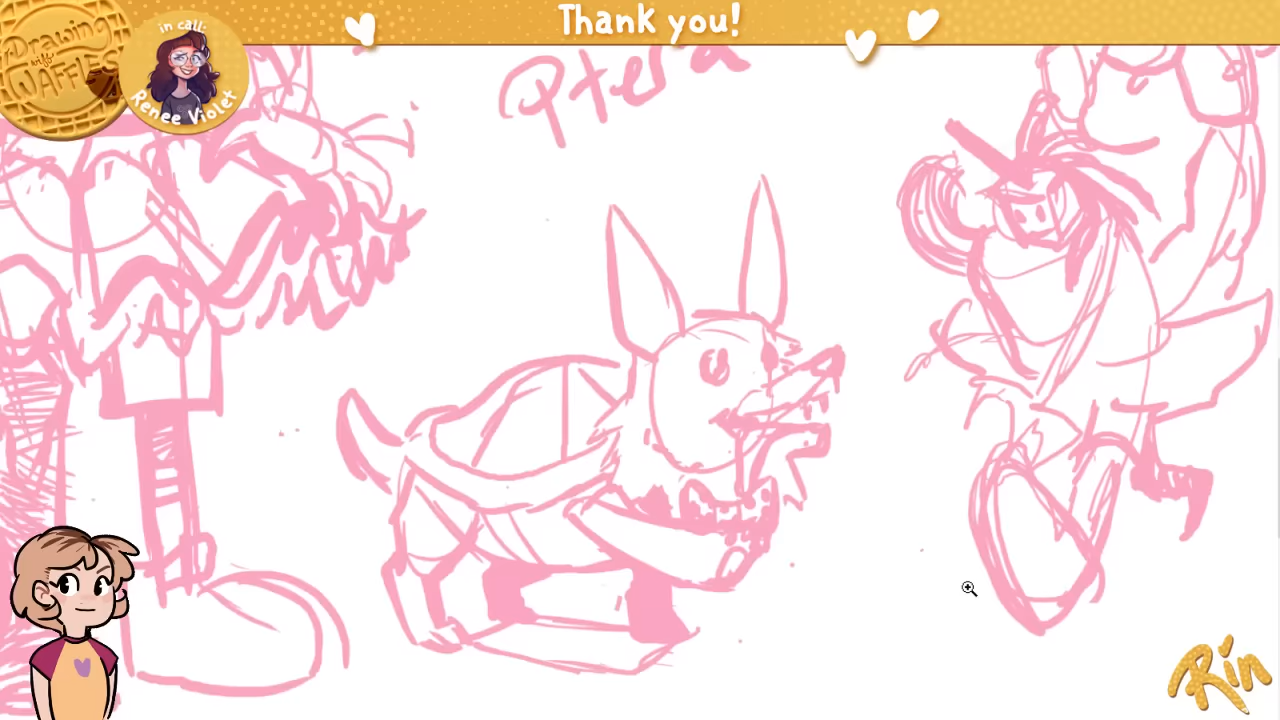 Thank you!
Drawing
with
WAFFLES
in call:
Renee Violet
Ptera
Rin